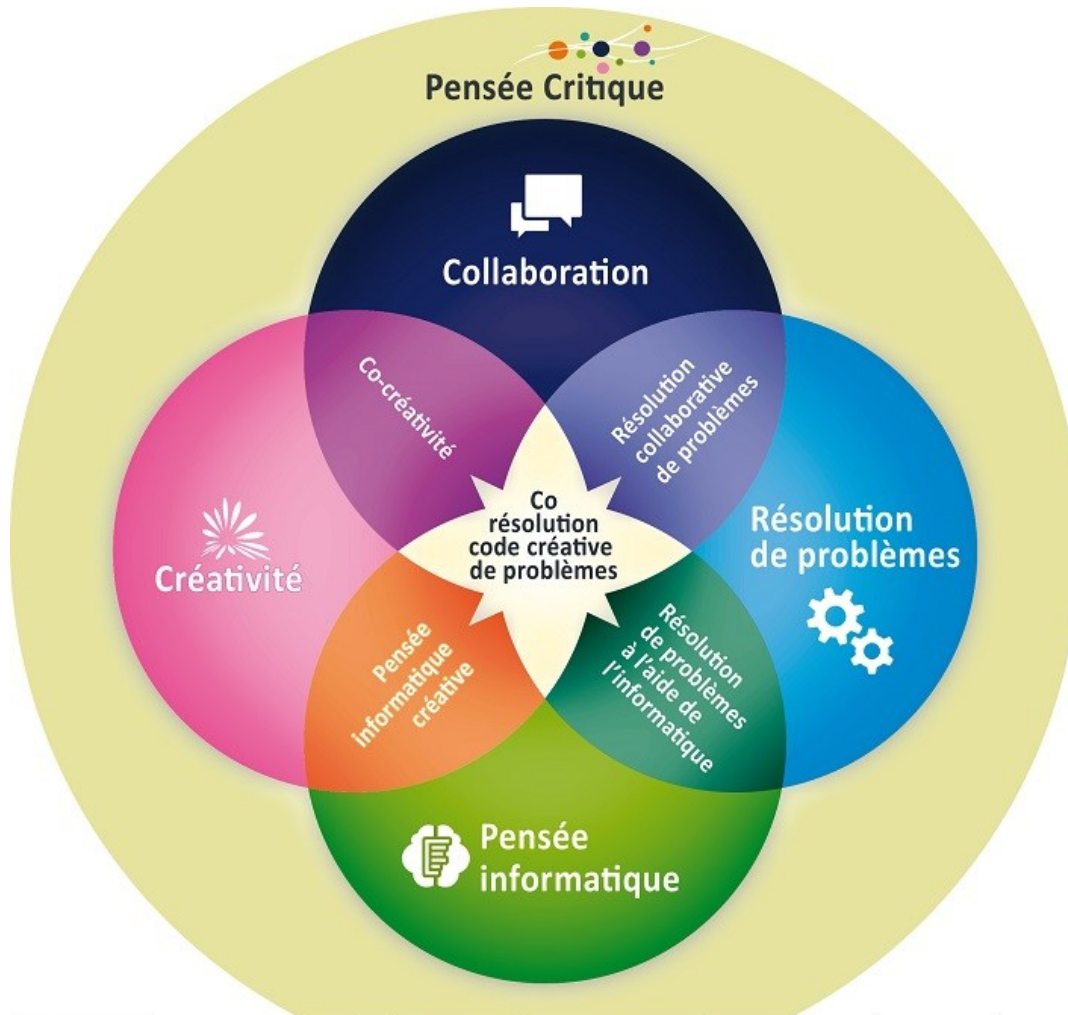 Pensée Critique
Collaboration
Co-créativité
Résolution
collaborative
de problèmes
Co
résolution
code créative
de problèmes
Résolution
de problèmes
Créativité
Pensée
informatique
créative
Résolution
de problèmes
à l'aide de
l'informatique
Pensée
informatique